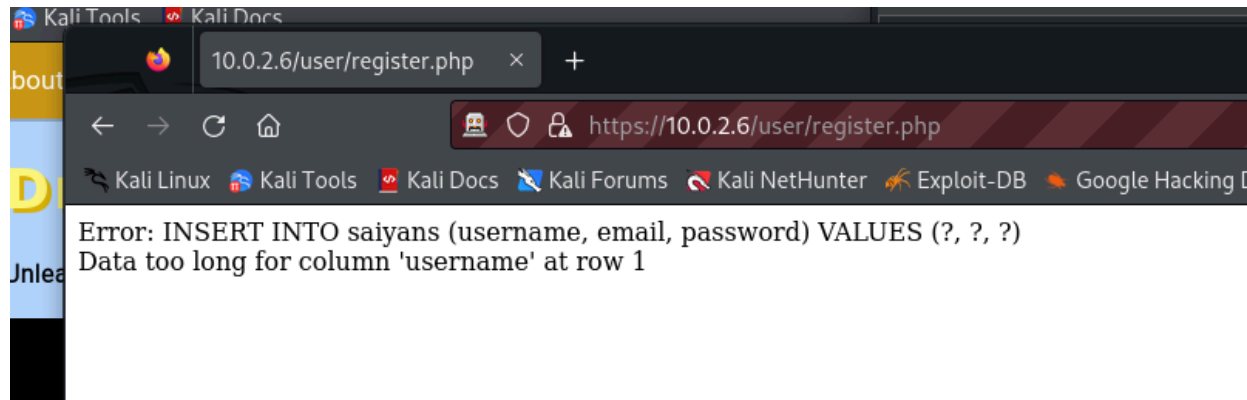 Kali Tools Kali Docs
10.0.2.6/user/register.php
https://10.0.2.6/user/register.php
Kali Linux Kali Tools Kali Docs Kali Forums Kali NetHunter Exploit-DB Google Hacking
Error: INSERT INTO saiyans (username, email, password) VALUES (?, ?, ?)
Data too long for column 'username' at row 1